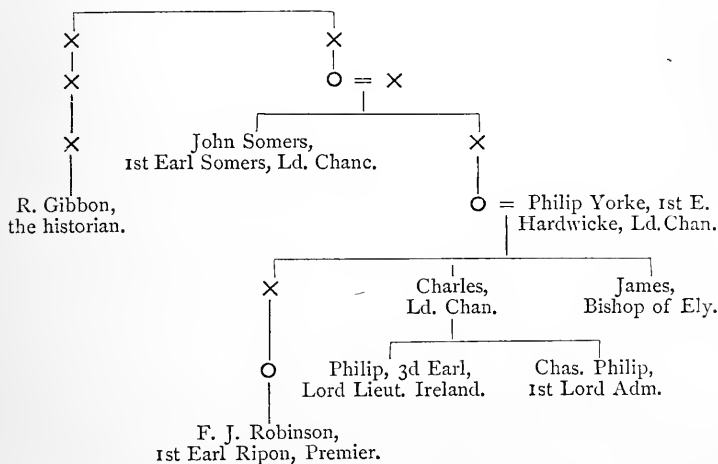 John Somers,
1st Earl Somers, Ld. Chanc.
R. Gibbon,
the historian.
= Philip Yorke, 1st E.
Hardwicke, Ld. Chan.
Charles,
Ld. Chan.
James,
Bishop of Ely.
Philip, 3d Earl,
Lord Lieut. Ireland.
Chas. Philip,
1st Lord Adm.
F. J. Robinson,
1st Earl Ripon, Premier.